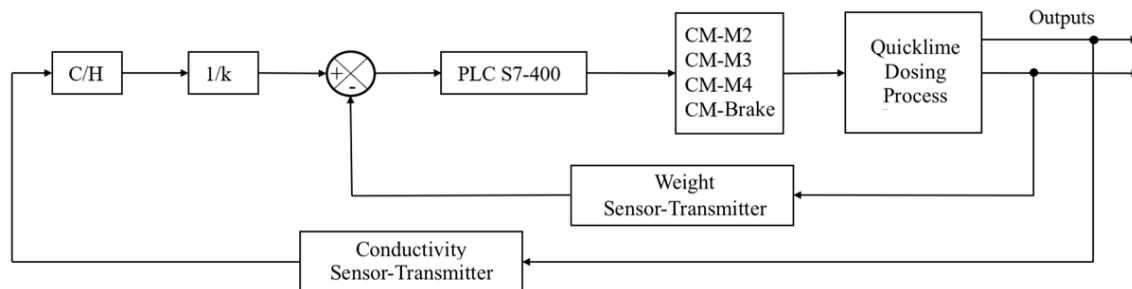 Outputs
C/H
1/k
+
-
PLC S7-400
CM-M2
CM-M3
CM-M4
CM-Brake
Quicklime
Dosing
Process
Weight
Sensor-Transmitter
Conductivity
Sensor-Transmitter